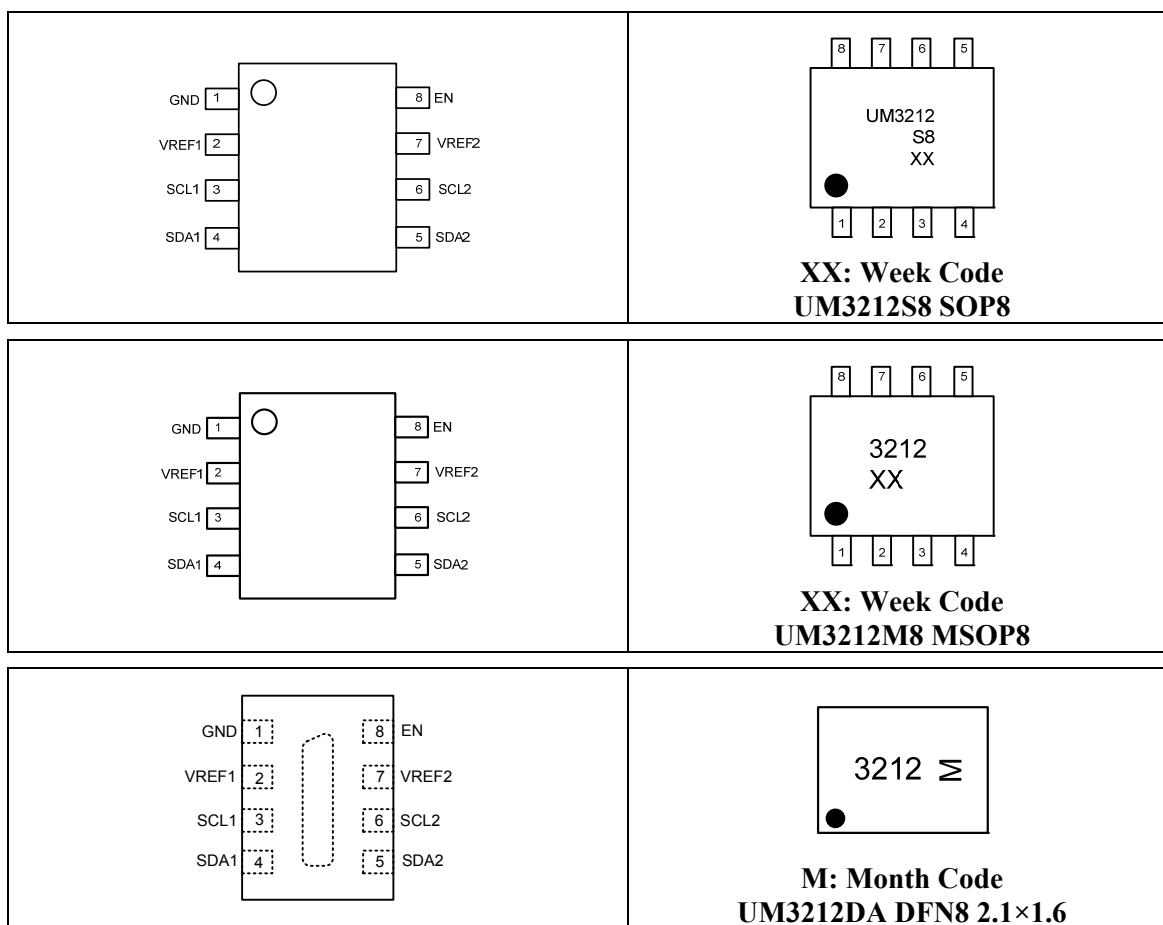 GND 1 8 EN
VREF1 2 7 VREF2
SCL1 3 6 SCL2
SDA1 4 5 SDA2
8 7 6 5
UM3212
S8
XX
1 2 3 4
XX: Week Code
UM3212S8 SOP8
GND 1 8 EN
VREF1 2 7 VREF2
SCL1 3 6 SCL2
SDA1 4 5 SDA2
8 7 6 5
3212
XX
1 2 3 4
XX: Week Code
UM3212M8 MSOP8
GND 1 8 EN
VREF1 2 7 VREF2
SCL1 3 6 SCL2
SDA1 4 5 SDA2
3212 M
M: Month Code
UM3212DA DFN8 2.1×1.6